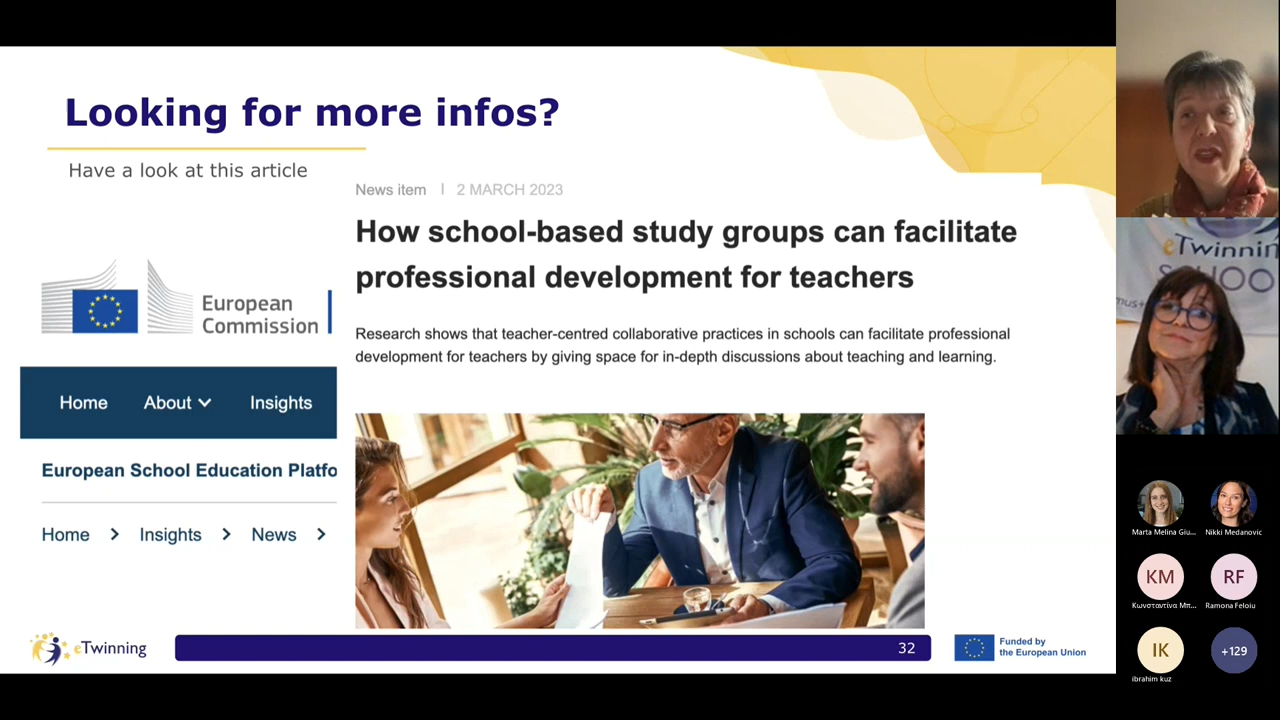 Looking for more infos?
Have a look at this article
News item | 2 MARCH 2023
How school-based study groups can facilitate
professional development for teachers
Research shows that teacher-centred collaborative practices in schools can facilitate professional
development for teachers by giving space for in-depth discussions about teaching and learning.
European
Commission
Home About Insights
European School Education Platfo
Home > Insights > News >
eTwinning
32
Funded by
the European Union
eTwinnin
SCHOO
mus+
Marta Melina Giu...
Nikki Medanovic
KM
Κωνσταντίνα Μπ...
RF
Ramona Feloiu
IK
ibrahim kuz
+129